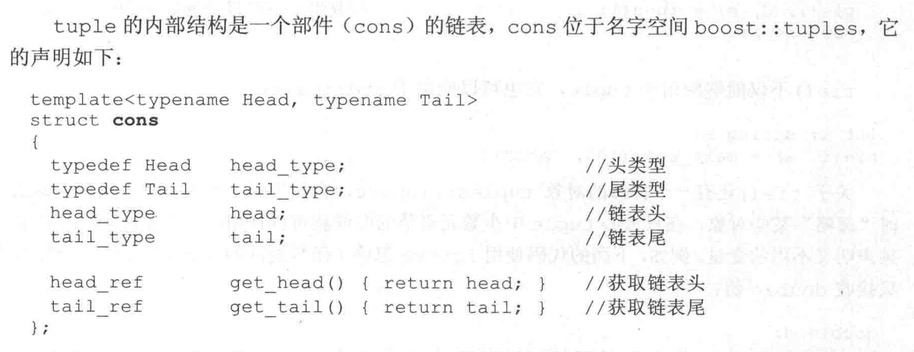 tuple 的内部结构是一个部件（cons）的链表，cons 位于名字空间 boost::tuples，它
的声明如下：
template<typename Head, typename Tail>
struct cons
{
typedef Head head_type; //头类型
typedef Tail tail_type; //尾类型
head_type head; //链表头
tail_type tail; //链表尾
head_ref get_head() { return head; } //获取链表头
tail_ref get_tail() { return tail; } //获取链表尾
};